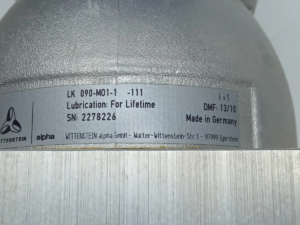 LK 090-M01-1 -111
i = 1
Lubrication: For Lifetime
DMF: 13/10
SN: 2278226
Made in Germany
WITTENSTEIN alpha
WITTENSTEIN alpha GmbH - Walter-Wittenstein-Str. 1 - 97999 Igersheim